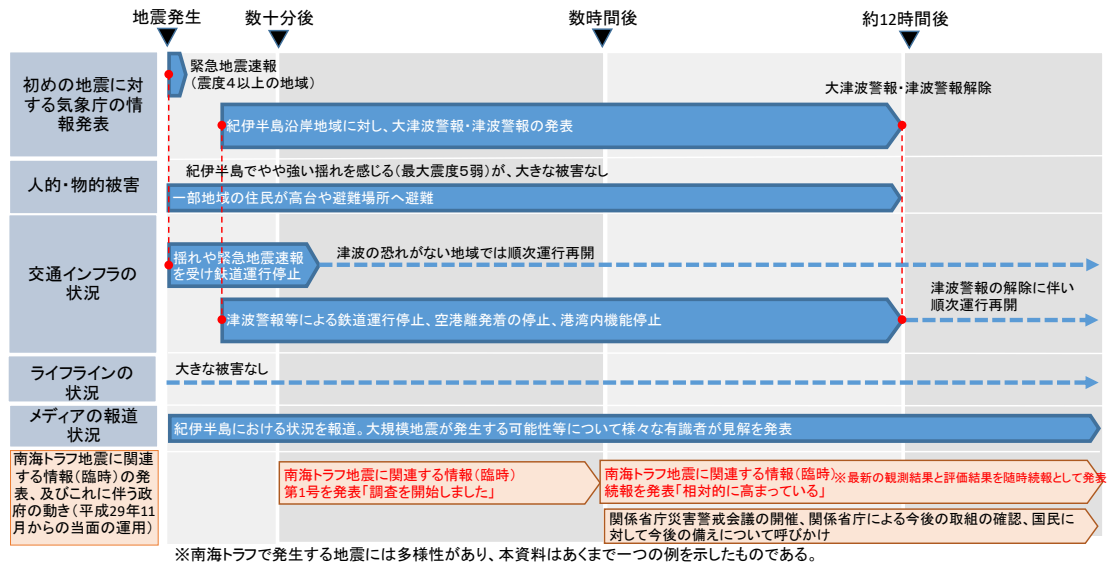 地震発生
数十分後
数時間後
約12時間後
初めの地震に対
する気象庁の情
報発表
緊急地震速報
(震度4以上の地域)
大津波警報・津波警報解除
紀伊半島沿岸地域に対し、大津波警報・津波警報の発表
人的・物的被害
紀伊半島でやや強い揺れを感じる(最大震度5弱)が、大きな被害なし
一部地域の住民が高台や避難場所へ避難
交通インフラの
状況
揺れや緊急地震速報
を受け鉄道運行停止
津波の恐れがない地域では順次運行再開
津波警報の解除に伴い
順次運行再開
津波警報等による鉄道運行停止、空港離発着の停止、港湾内機能停止
ライフラインの
状況
大きな被害なし
メディアの報道
状況
紀伊半島における状況を報道。大規模地震が発生する可能性等について様々な有識者が見解を発表
南海トラフ地震に関連
する情報(臨時)の発
表、及びこれに伴う政
府の動き(平成29年11
月からの当面の運用)
南海トラフ地震に関連する情報(臨時)
第1号を発表「調査を開始しました」
南海トラフ地震に関連する情報(臨時)
続報を発表「相対的に高まっている」
※最新の観測結果と評価結果を随時続報として発表
関係省庁災害警戒会議の開催、関係省庁による今後の取組の確認、国民に
対して今後の備えについて呼びかけ
※南海トラフで発生する地震には多様性があり、本資料はあくまで一つの例を示したものである。